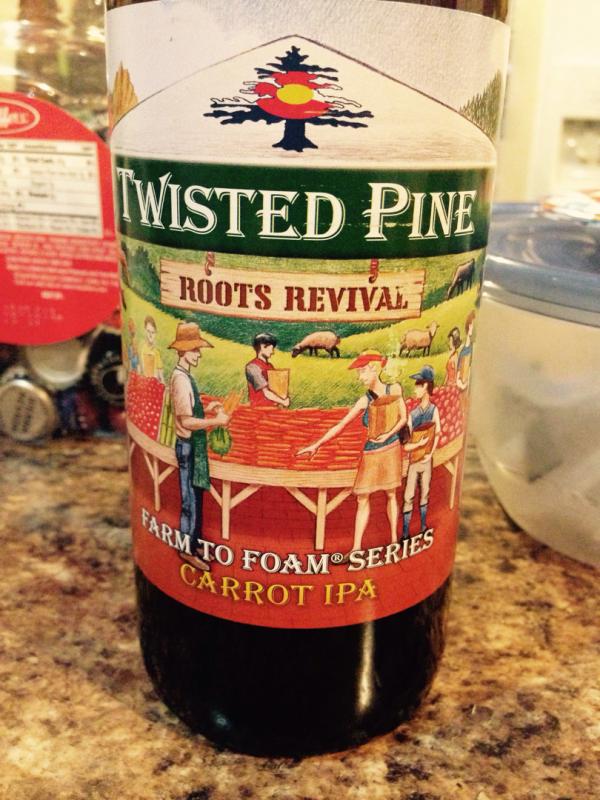 TWISTED PINE
ROOTS REVIVAL
FARM TO FOAM® SERIES
CARROT IPA